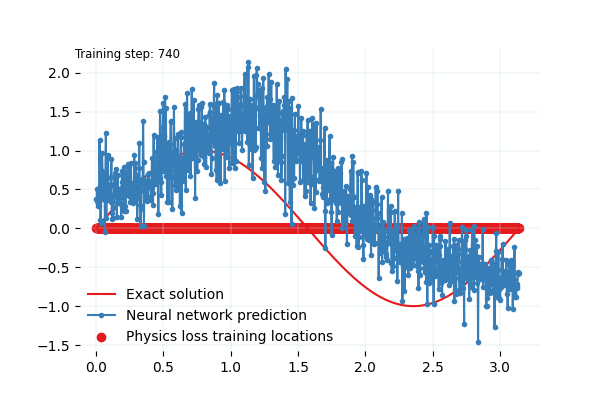 Training step: 740
2.0
1.5
1.0
0.5
0.0
−0.5
−1.0
−1.5
Exact solution
Neural network prediction
Physics loss training locations
0.0 0.5 1.0 1.5 2.0 2.5 3.0